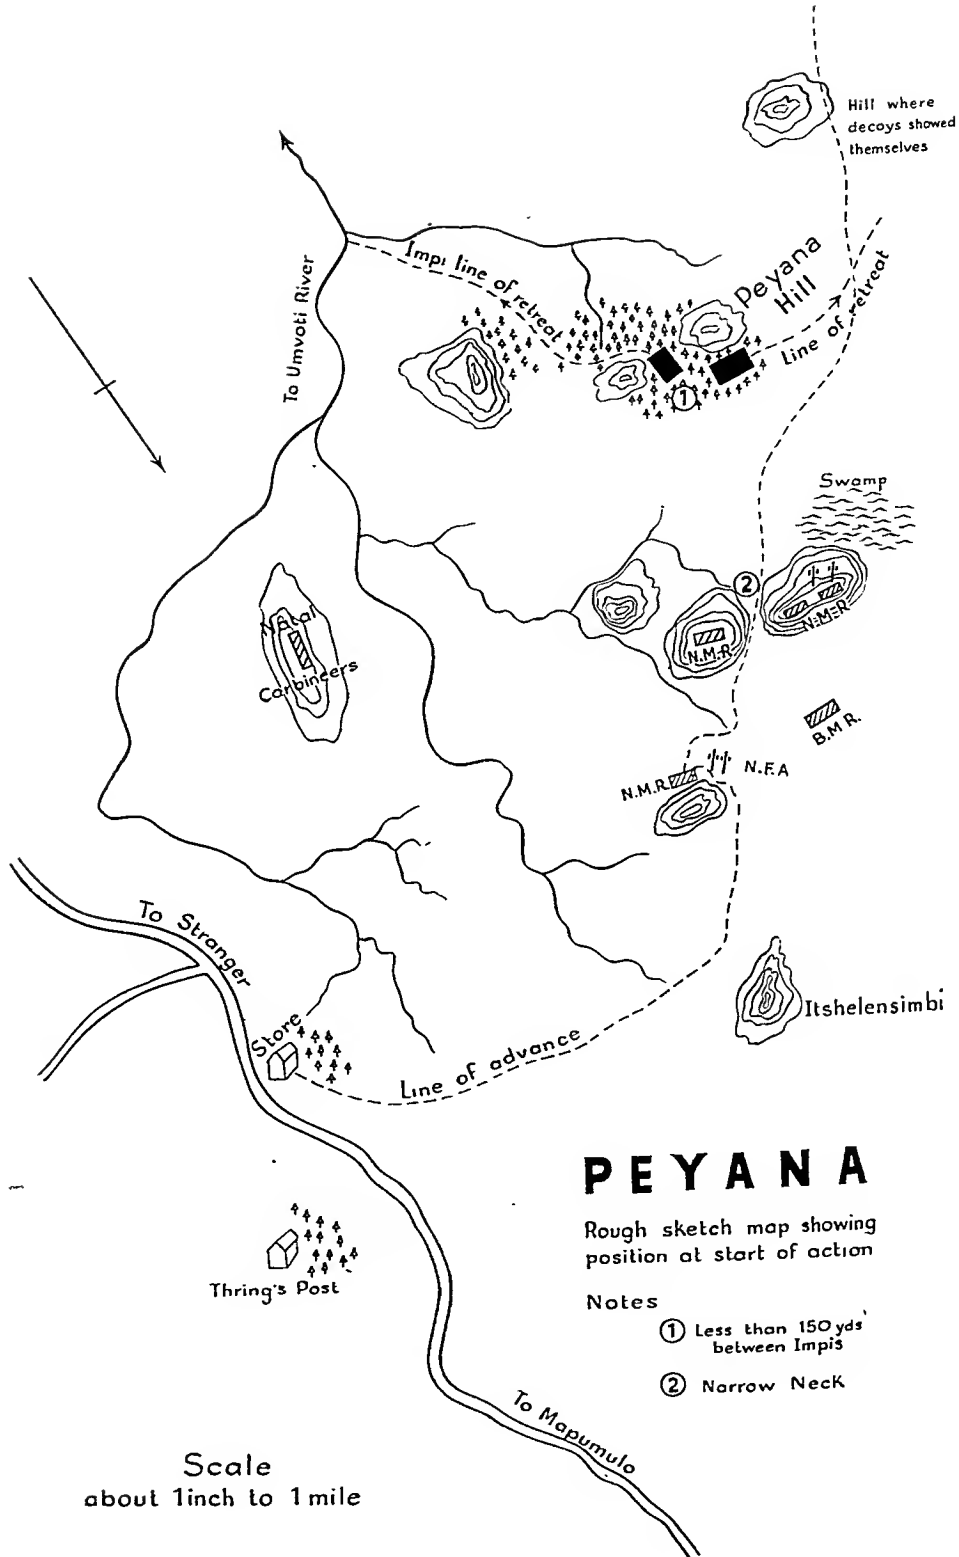 Hill where
decoys showed
themselves
Impi line of retreat
Peyana
Hill
Line of retreat
To Umvoti River
1
Swamp
2
N.M.R.
N.M.R.
Natal
Carbineers
B.M.R.
N.F.A
N.M.R.
To Stranger
Itshelensimbi
Store
Line of advance
PEYANA
Rough sketch map showing
position at start of action
Thring's Post
Notes
1 Less than 150 yds'
between Impis
2 Narrow Neck
To Mapumulo
Scale
about 1 inch to 1 mile